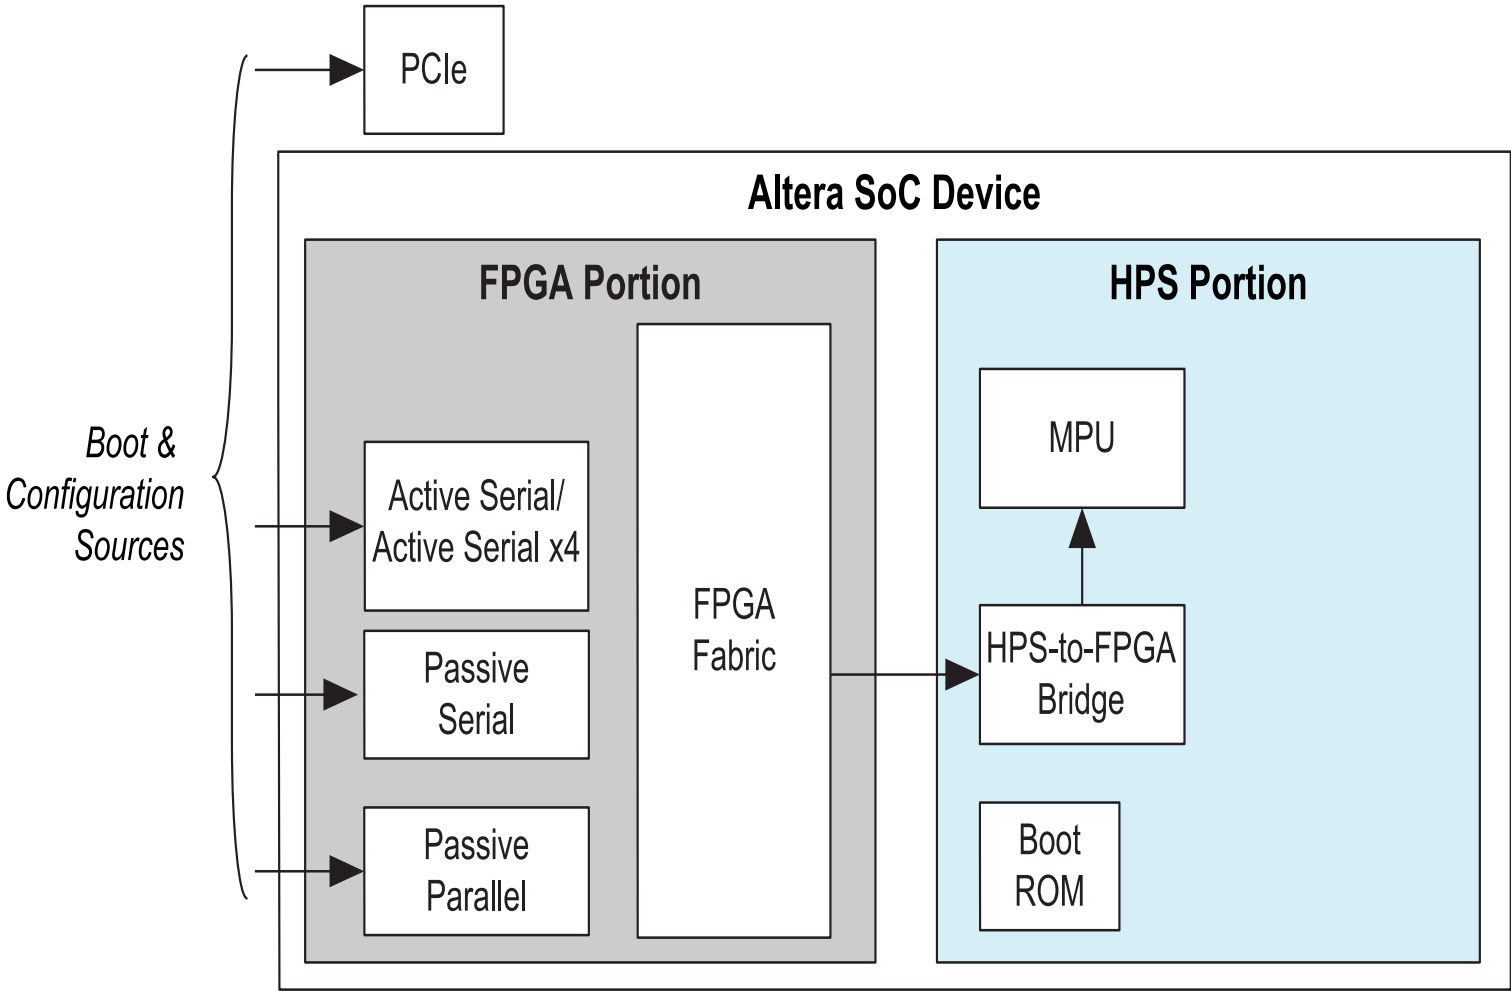 PCIe
Altera SoC Device
FPGA Portion
HPS Portion
Boot &
Configuration
Sources
Active Serial/
Active Serial x4
Passive
Serial
Passive
Parallel
FPGA
Fabric
MPU
HPS-to-FPGA
Bridge
Boot
ROM